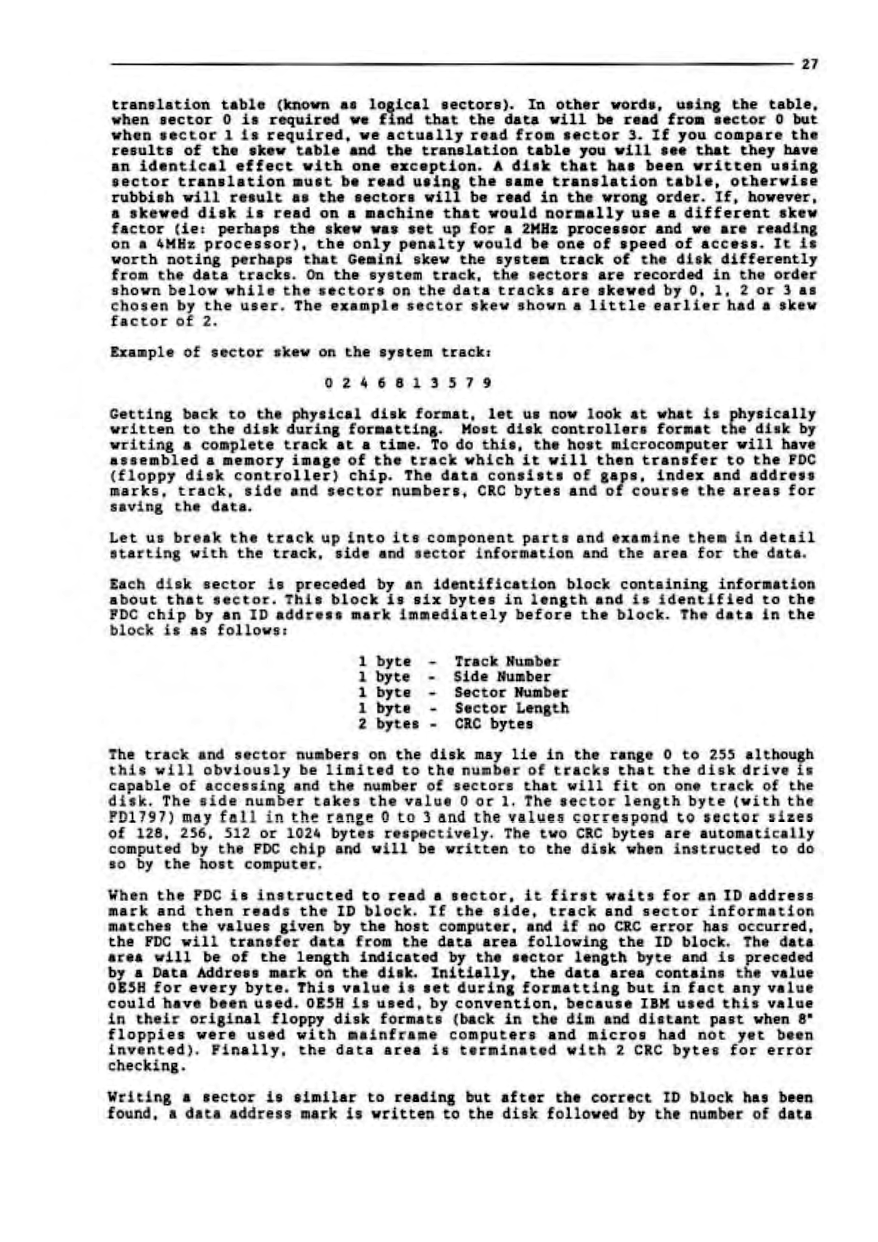 27
translation table (known as logical sectors). In other words, using the table,
when sector 0 is required we find that the data will be read from sector 0 but
when sector 1 is required, we actually read from sector 3. If you compare the
results of the skew table and the translation table you will see that they have
an identical effect with one exception. A disk that has been written using
sector translation must be read using the same translation table, otherwise
rubbish will result as the sectors will be read in the wrong order. If, however,
a skewed disk is read on a machine that would normally use a different skew
factor (ie: perhaps the skew was set up for a 2MHz processor and we are reading
on a 4MHz processor), the only penalty would be one of speed of access. It is
worth noting perhaps that Gemini skew the system track of the disk differently
from the data tracks. On the system track, the sectors are recorded in the order
shown below while the sectors on the data tracks are skewed by 0, 1, 2 or 3 as
chosen by the user. The example sector skew shown a little earlier had a skew
factor of 2.
Example of sector skew on the system track:
0 2 4 6 8 1 3 5 7 9
Getting back to the physical disk format, let us now look at what is physically
written to the disk during formatting. Most disk controllers format the disk by
writing a complete track at a time. To do this, the host microcomputer will have
assembled a memory image of the track which it will then transfer to the FDC
(floppy disk controller) chip. The data consists of gaps, index and address
marks, track, side and sector numbers, CRC bytes and of course the areas for
saving the data.
Let us break the track up into its component parts and examine them in detail
starting with the track, side and sector information and the area for the data.
Each disk sector is preceded by an identification block containing information
about that sector. This block is six bytes in length and is identified to the
FDC chip by an ID address mark immediately before the block. The data in the
block is as follows:
1 byte - Track Number
1 byte - Side Number
1 byte - Sector Number
1 byte - Sector Length
2 bytes - CRC bytes
The track and sector numbers on the disk may lie in the range 0 to 255 although
this will obviously be limited to the number of tracks that the disk drive is
capable of accessing and the number of sectors that will fit on one track of the
disk. The side number takes the value 0 or 1. The sector length byte (with the
FD1797) may fall in the range 0 to 3 and the values correspond to sector sizes
of 128, 256, 512 or 1024 bytes respectively. The two CRC bytes are automatically
computed by the FDC chip and will be written to the disk when instructed to do
so by the host computer.
When the FDC is instructed to read a sector, it first waits for an ID address
mark and then reads the ID block. If the side, track and sector information
matches the values given by the host computer, and if no CRC error has occurred,
the FDC will transfer data from the data area following the ID block. The data
area will be of the length indicated by the sector length byte and is preceded
by a Data Address mark on the disk. Initially, the data area contains the value
0E5H for every byte. This value is set during formatting but in fact any value
could have been used. 0E5H is used, by convention, because IBM used this value
in their original floppy disk formats (back in the dim and distant past when 8"
floppies were used with mainframe computers and micros had not yet been
invented). Finally, the data area is terminated with 2 CRC bytes for error
checking.
Writing a sector is similar to reading but after the correct ID block has been
found, a data address mark is written to the disk followed by the number of data